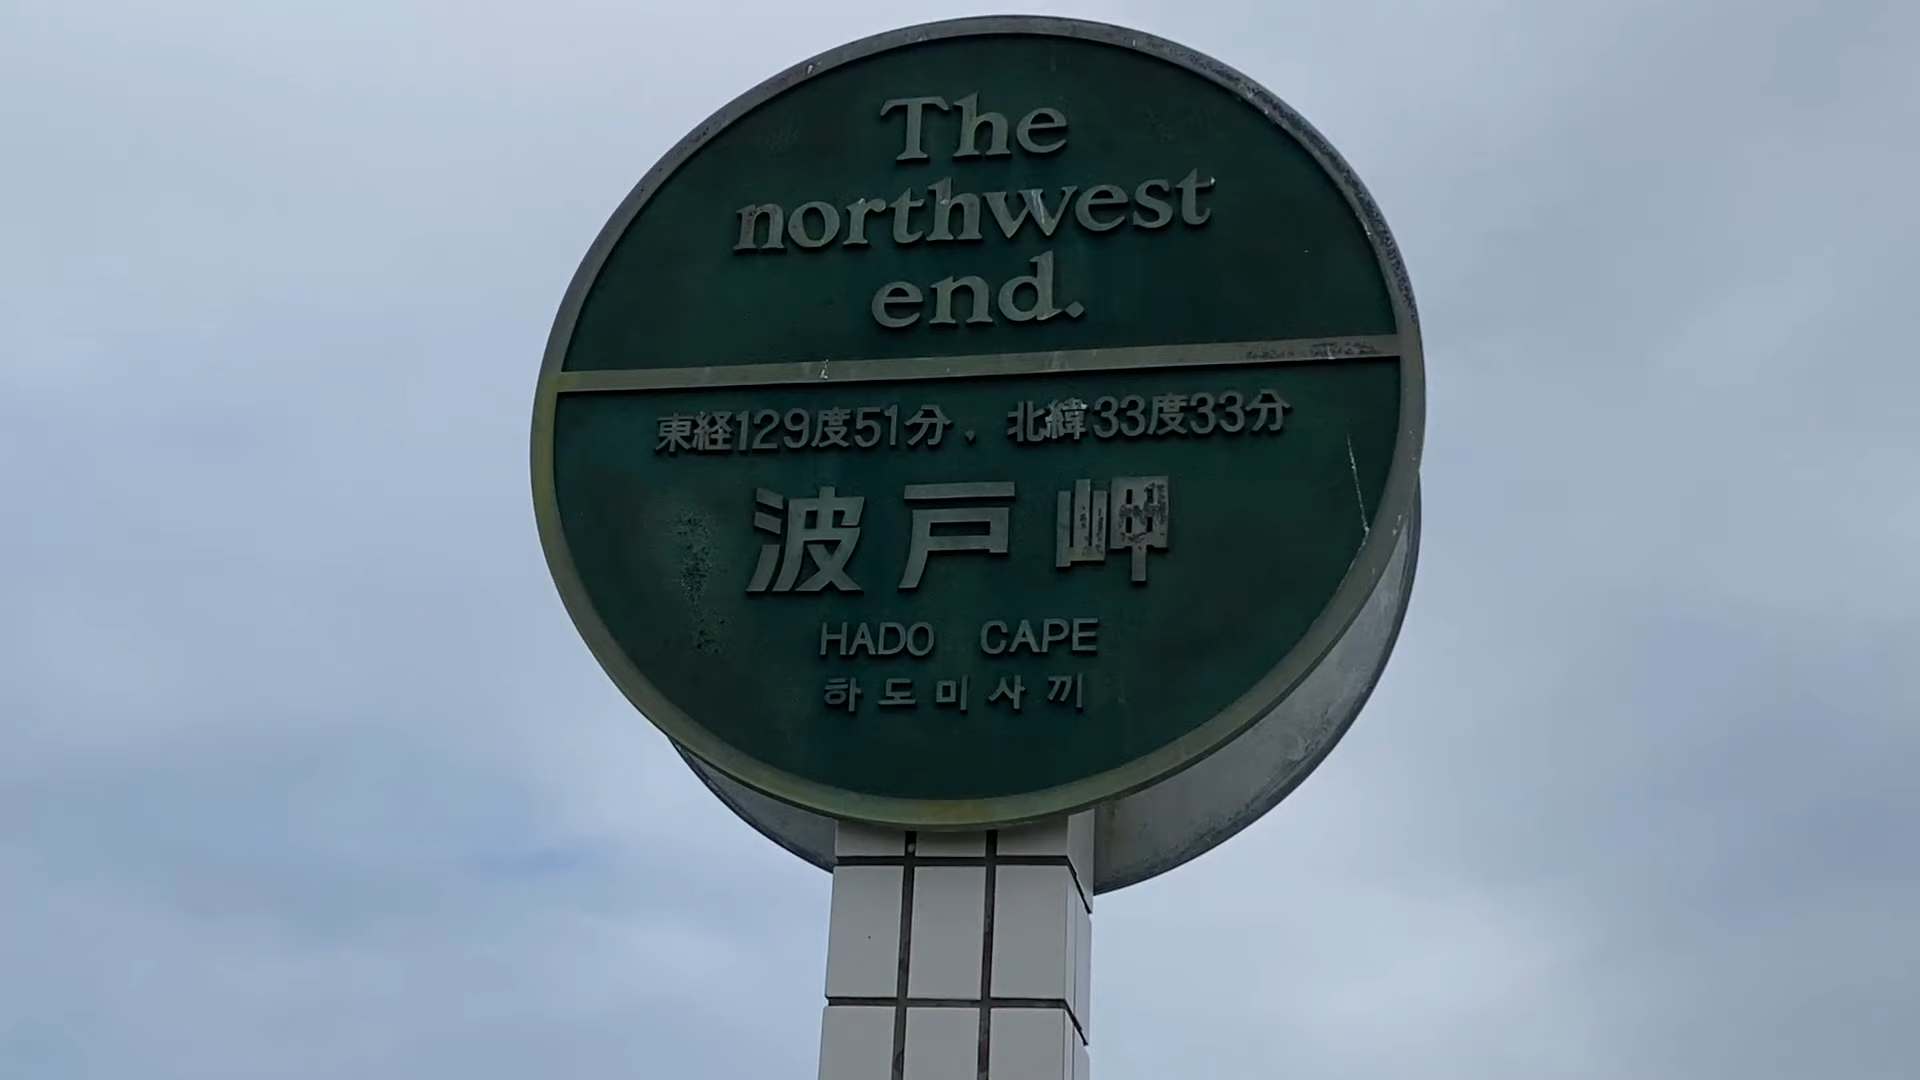 The
northwest
end.
東経129度51分、北緯33度33分
波戸岬
HADO CAPE
하도미사끼